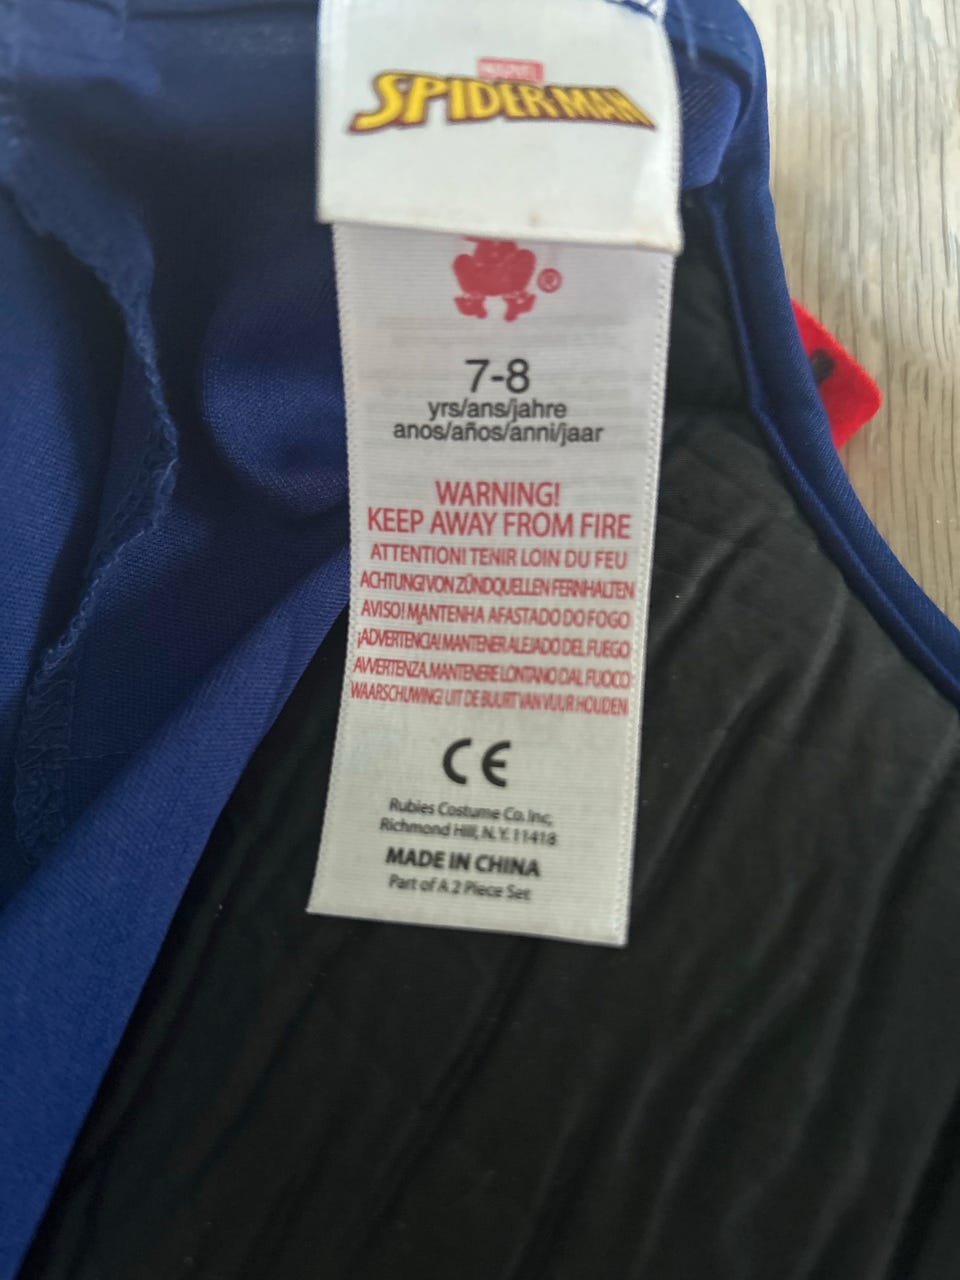 MARVEL
SPIDER-MAN
®
7-8
yrs/ans/jahre
anos/años/anni/jaar
WARNING!
KEEP AWAY FROM FIRE
ATTENTION! TENIR LOIN DU FEU
ACHTUNG! VON ZÜNDQUELLEN FERNHALTEN
AVISO! MANTENHA AFASTADO DO FOGO
¡ADVERTENCIA! MANTENER ALEJADO DEL FUEGO
AVVERTENZA. MANTENERE LONTANO DAL FUOCO
WAARSCHUWING! UIT DE BUURT VAN VUUR HOUDEN
CE
Rubies Costume Co. Inc,
Richmond Hill, N.Y. 11418
MADE IN CHINA
Part of A 2 Piece Set